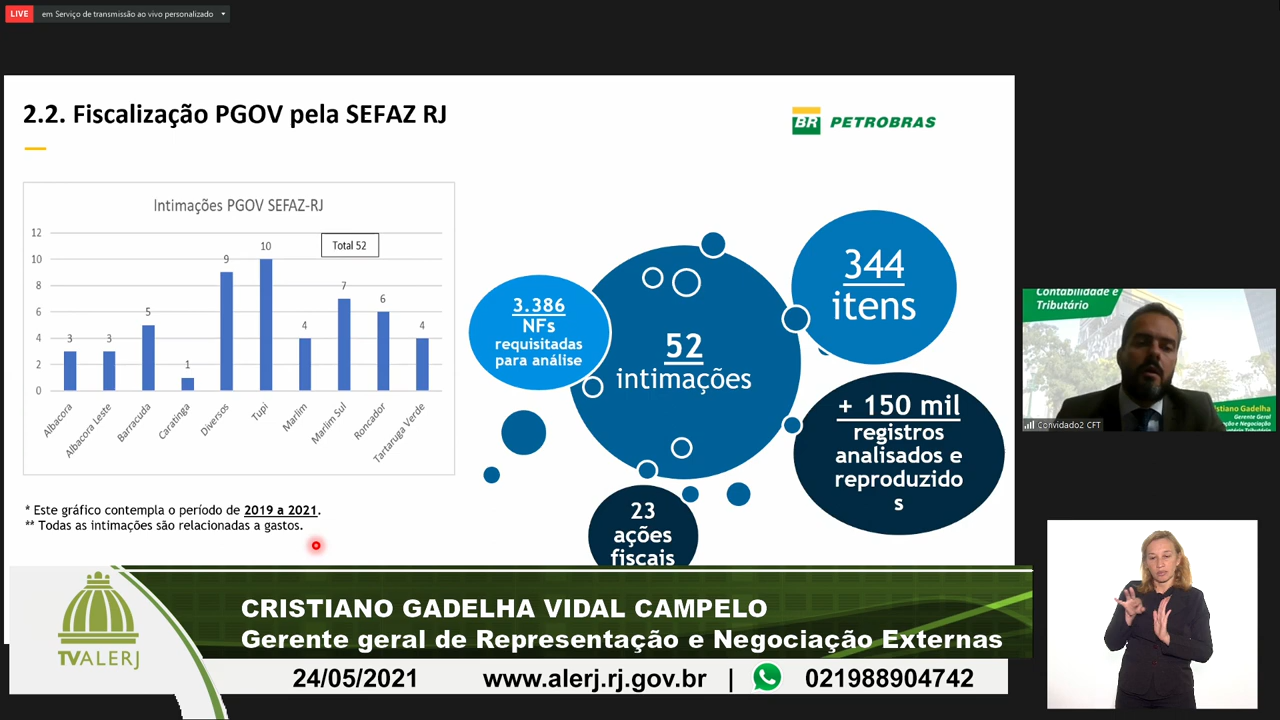 LIVE em Serviço de transmissão ao vivo personalizado
2.2. Fiscalização PGOV pela SEFAZ RJ
BR PETROBRAS
Intimações PGOV SEFAZ-RJ
Total 52
12
10
8
6
4
2
0
3
3
5
1
9
10
4
7
6
4
Albacora
Albacora Leste
Barracuda
Caratinga
Diversos
Tupi
Marlim
Marlim Sul
Roncador
Tartaruga Verde
* Este gráfico contempla o período de 2019 a 2021.
** Todas as intimações são relacionadas a gastos.
3.386
NFs
requisitadas
para análise
52
intimações
344
itens
+ 150 mil
registros
analisados e
reproduzido
s
23
ações
fiscais
Contabilidade e
Tributário
Gadelha
Gerente Geral
Negociação
Tributário
Convidado2 CFT
TVALERJ
CRISTIANO GADELHA VIDAL CAMPELO
Gerente geral de Representação e Negociação Externas
24/05/2021 www.alerj.rj.gov.br | 021988904742